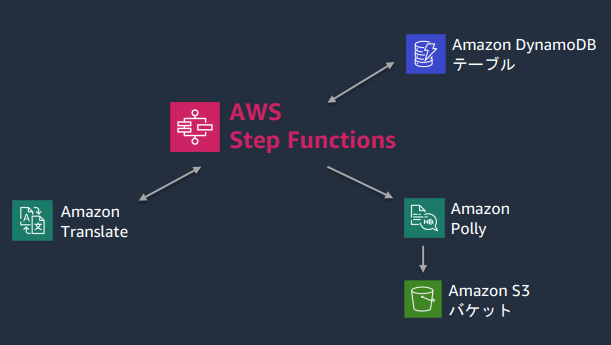 Amazon DynamoDB
テーブル
AWS
Step Functions
Amazon
Translate
Amazon
Polly
Amazon S3
バケット